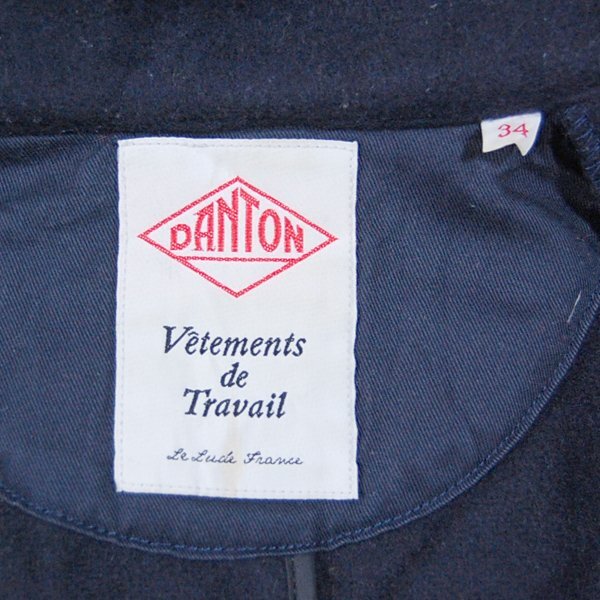 34
DANTON
Vêtements
de
Travail
Le Lude France